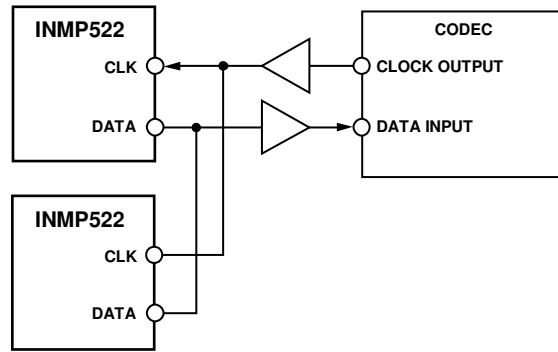 INMP522
CLK
DATA
CODEC
CLOCK OUTPUT
DATA INPUT
INMP522
CLK
DATA